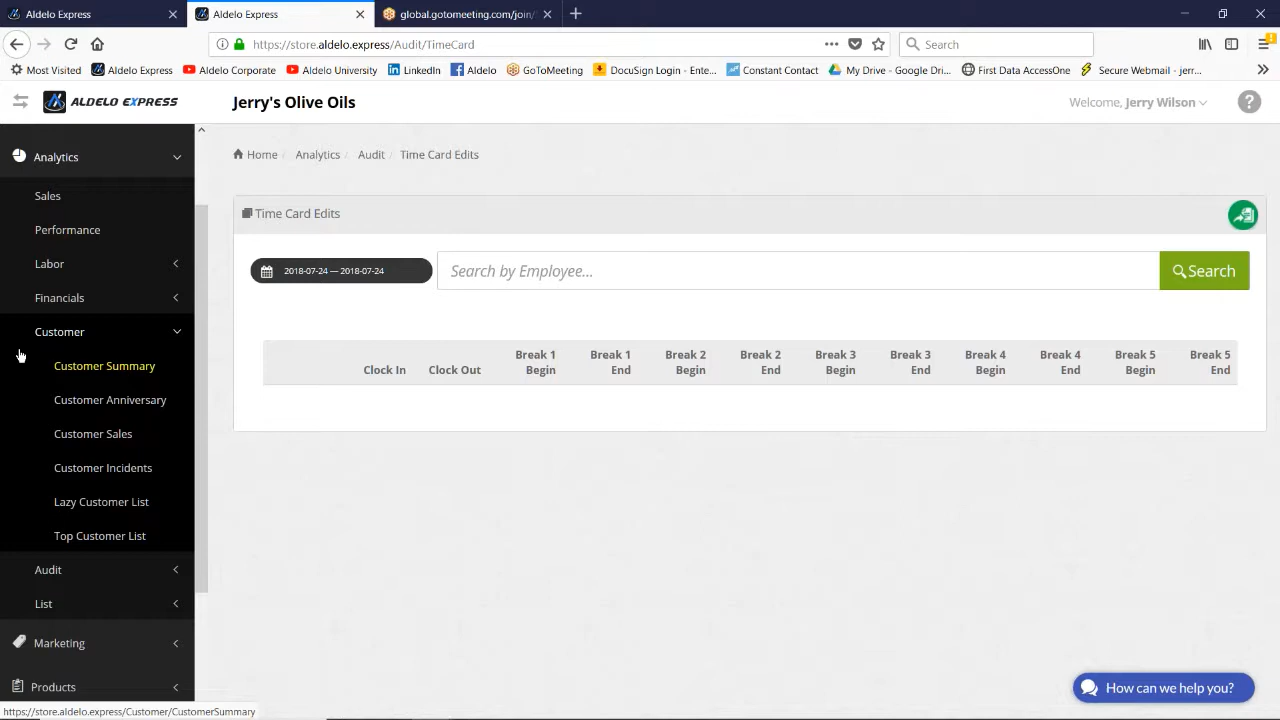 Aldelo Express
Aldelo Express
global.gotomeeting.com/join/
https://store.aldelo.express/Audit/TimeCard
Search
Most Visited
Aldelo Express
Aldelo Corporate
Aldelo University
LinkedIn
Aldelo
GoToMeeting
DocuSign Login - Ente...
Constant Contact
My Drive - Google Dri...
First Data AccessOne
Secure Webmail - jerr...
ALDELO EXPRESS
Jerry's Olive Oils
Welcome, Jerry Wilson
?
Analytics
Sales
Performance
Labor
Financials
Customer
Customer Summary
Customer Anniversary
Customer Sales
Customer Incidents
Lazy Customer List
Top Customer List
Audit
List
Marketing
Products
Home / Analytics / Audit / Time Card Edits
Time Card Edits
2018-07-24 — 2018-07-24
Search by Employee...
Search
Clock In
Clock Out
Break 1 Begin
Break 1 End
Break 2 Begin
Break 2 End
Break 3 Begin
Break 3 End
Break 4 Begin
Break 4 End
Break 5 Begin
Break 5 End
How can we help you?
https://store.aldelo.express/Customer/CustomerSummary